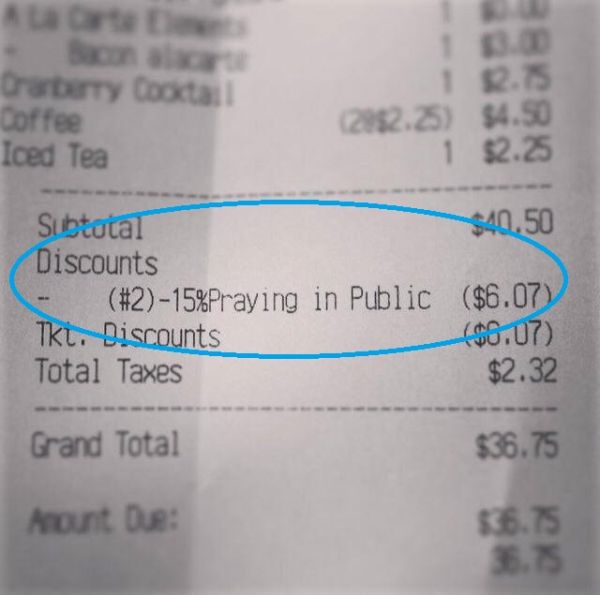 A La Carte Elements 1 $0.00
- Bacon alacarte 1 $3.00
Cranberry Cocktail 1 $2.75
Coffee (2@$2.25) $4.50
Iced Tea 1 $2.25
Subtotal $40.50
Discounts
- (#2)-15%Praying in Public ($6.07)
Tkt. Discounts ($6.07)
Total Taxes $2.32
Grand Total $36.75
Amount Due: $36.75
36.75